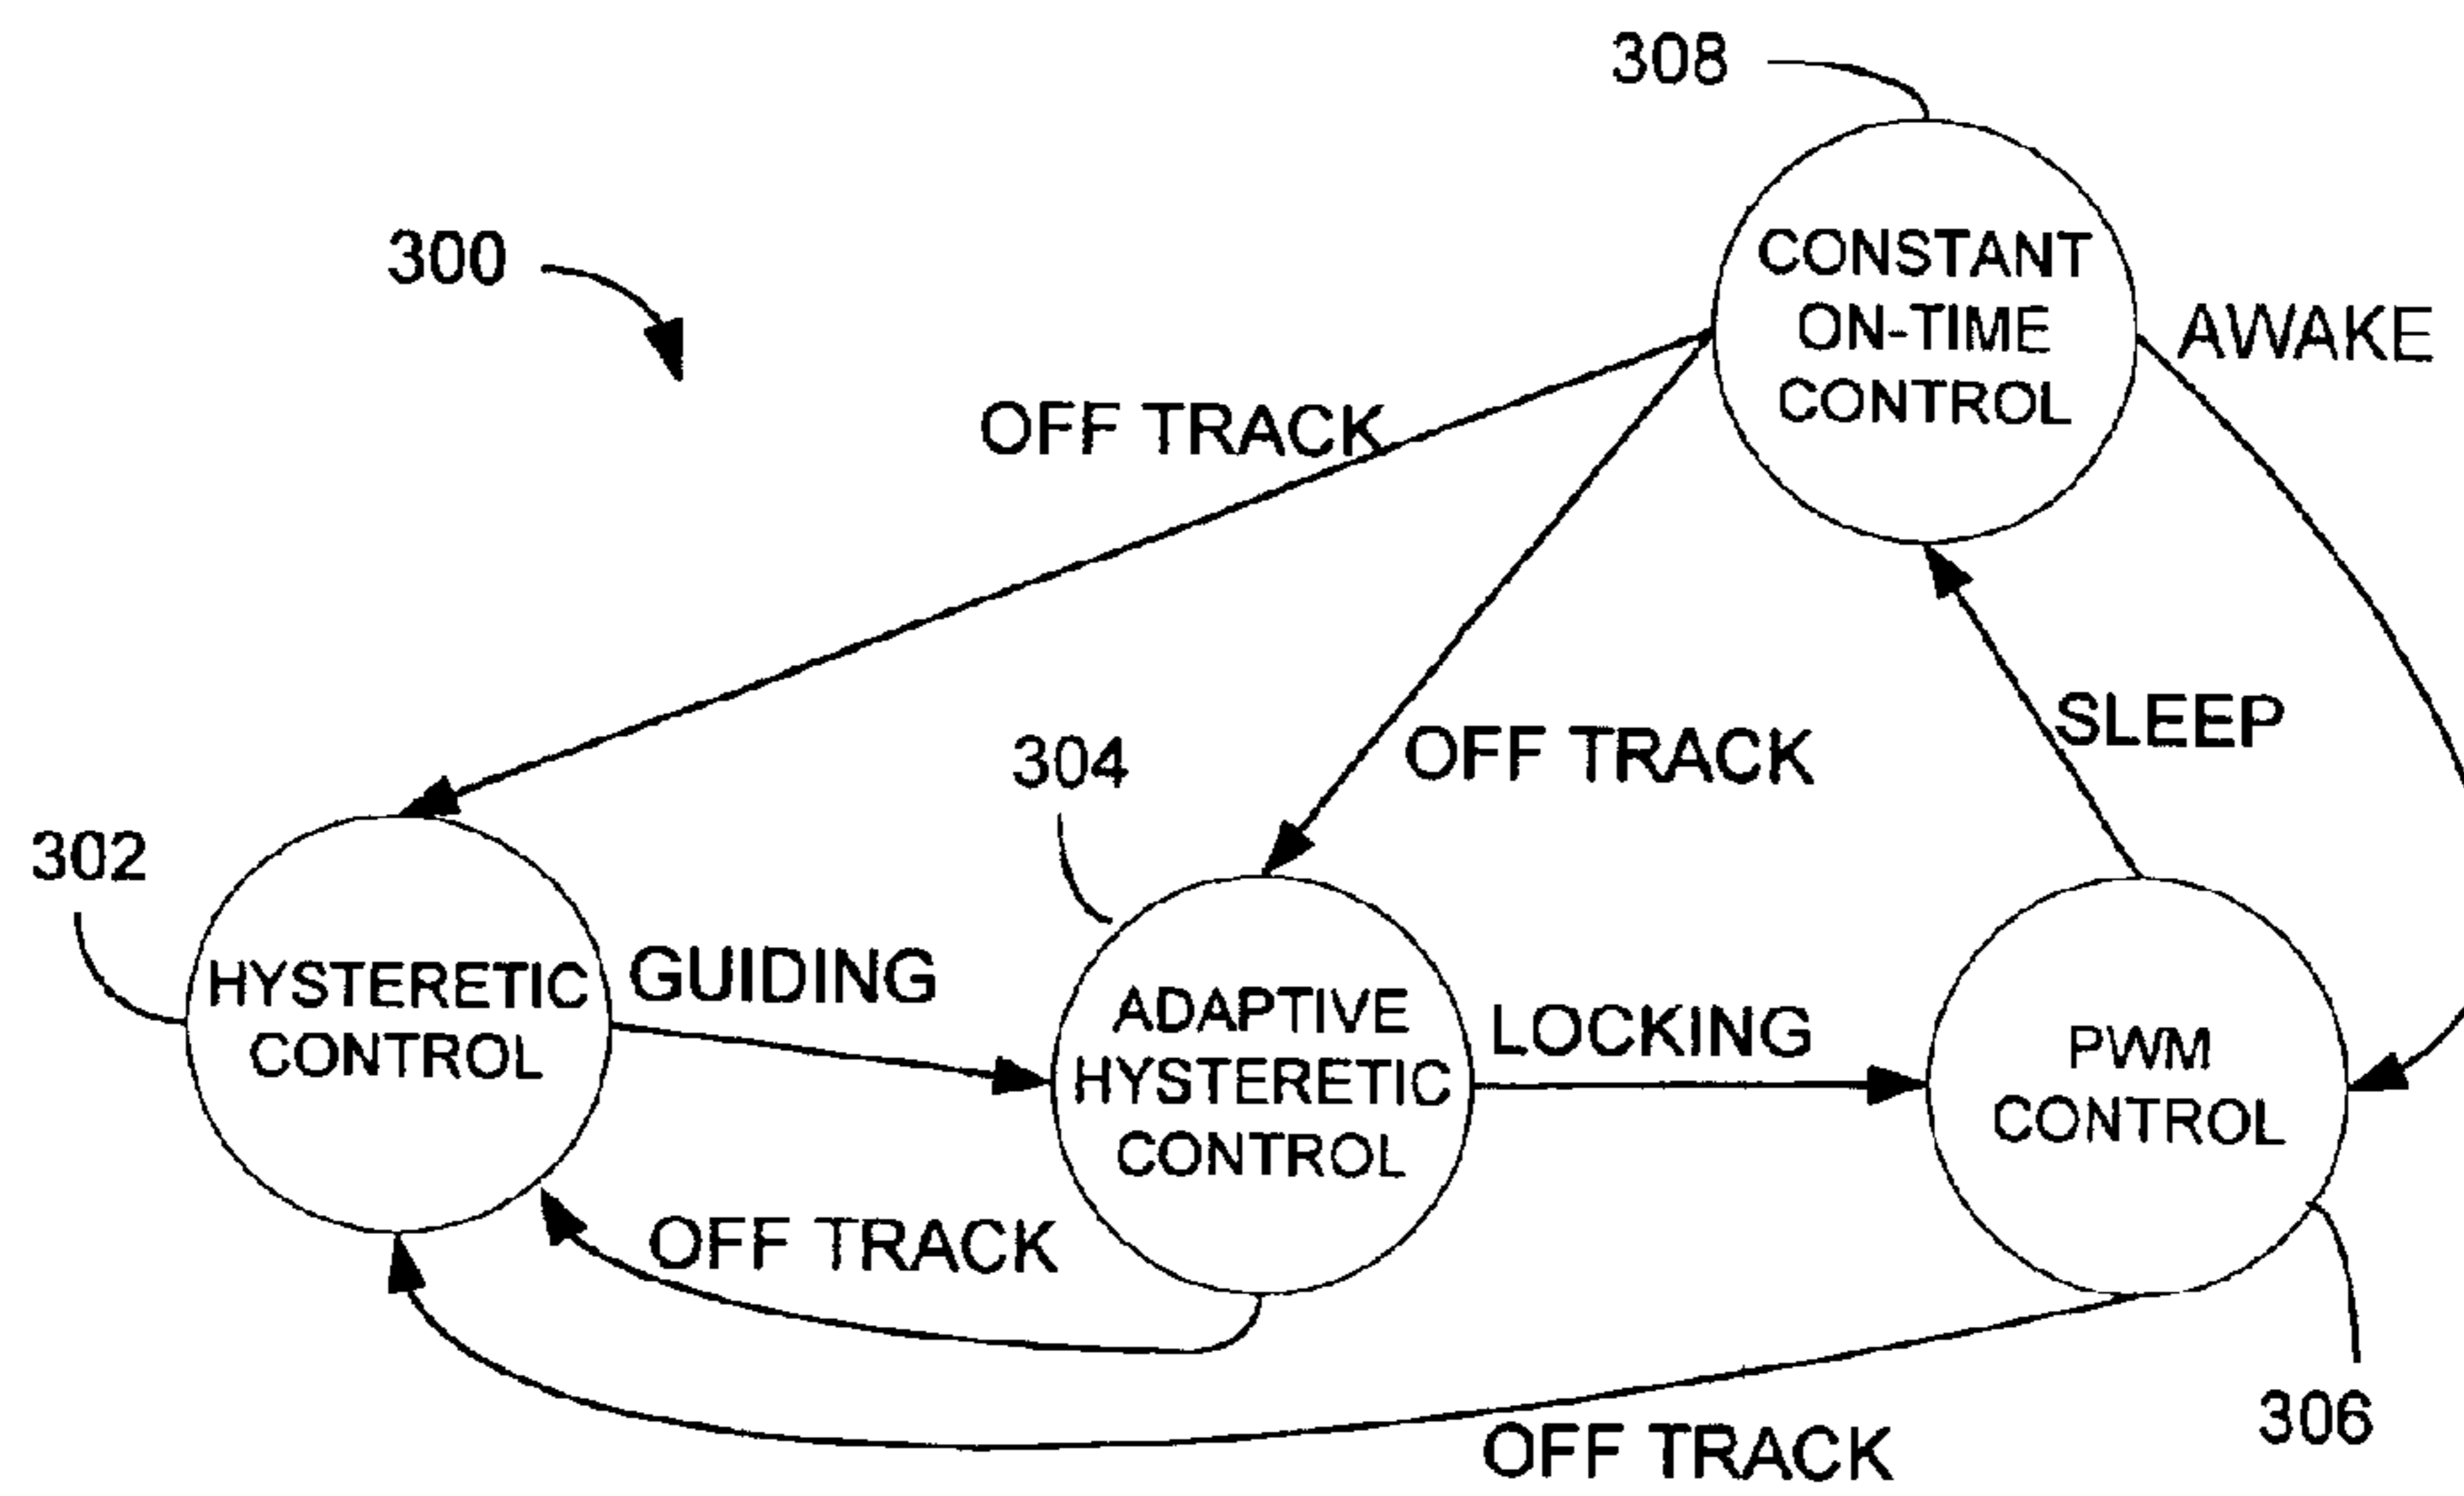 308
300
CONSTANT
ON-TIME
CONTROL
AWAKE
OFF TRACK
SLEEP
OFF TRACK
304
302
HYSTERETIC
CONTROL
GUIDING
ADAPTIVE
HYSTERETIC
CONTROL
LOCKING
PWM
CONTROL
OFF TRACK
306
OFF TRACK